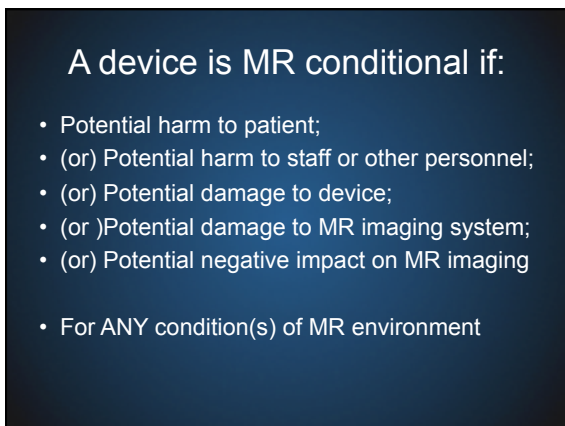 A device is MR conditional if:
• Potential harm to patient;
• (or) Potential harm to staff or other personnel;
• (or) Potential damage to device;
• (or )Potential damage to MR imaging system;
• (or) Potential negative impact on MR imaging
• For ANY condition(s) of MR environment